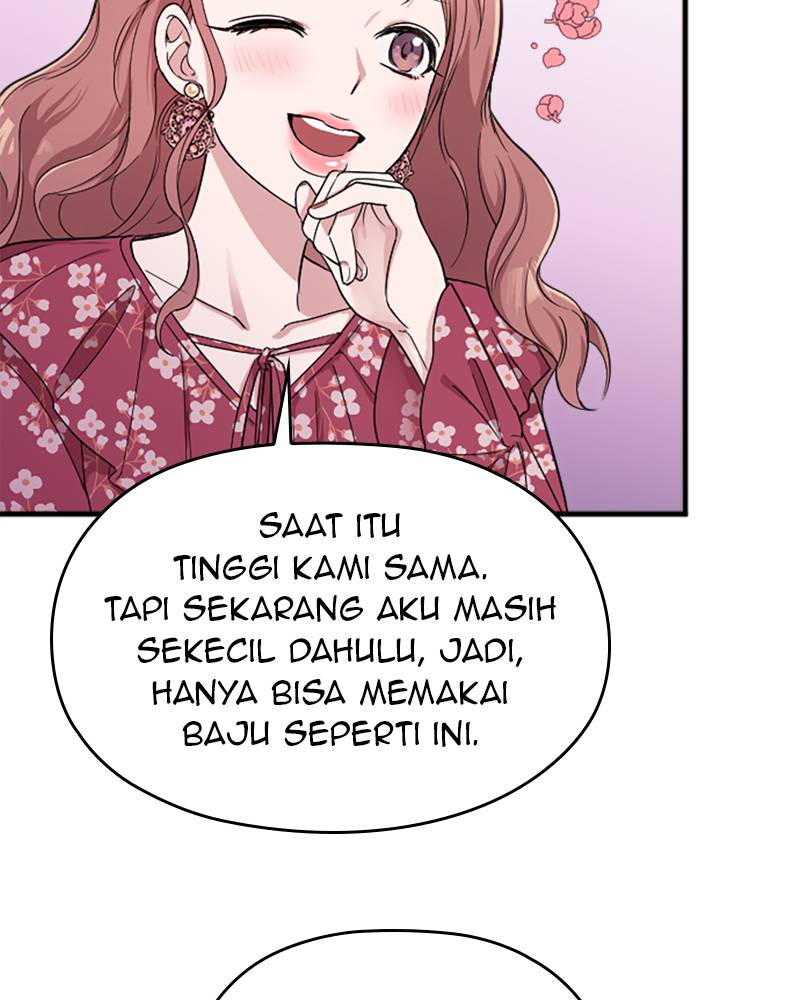 SAAT ITU
TINGGI KAMI SAMA.
TAPI SEKARANG AKU MASIH
SEKECIL DAHULU, JADI,
HANYA BISA MEMAKAI
BAJU SEPERTI INI.